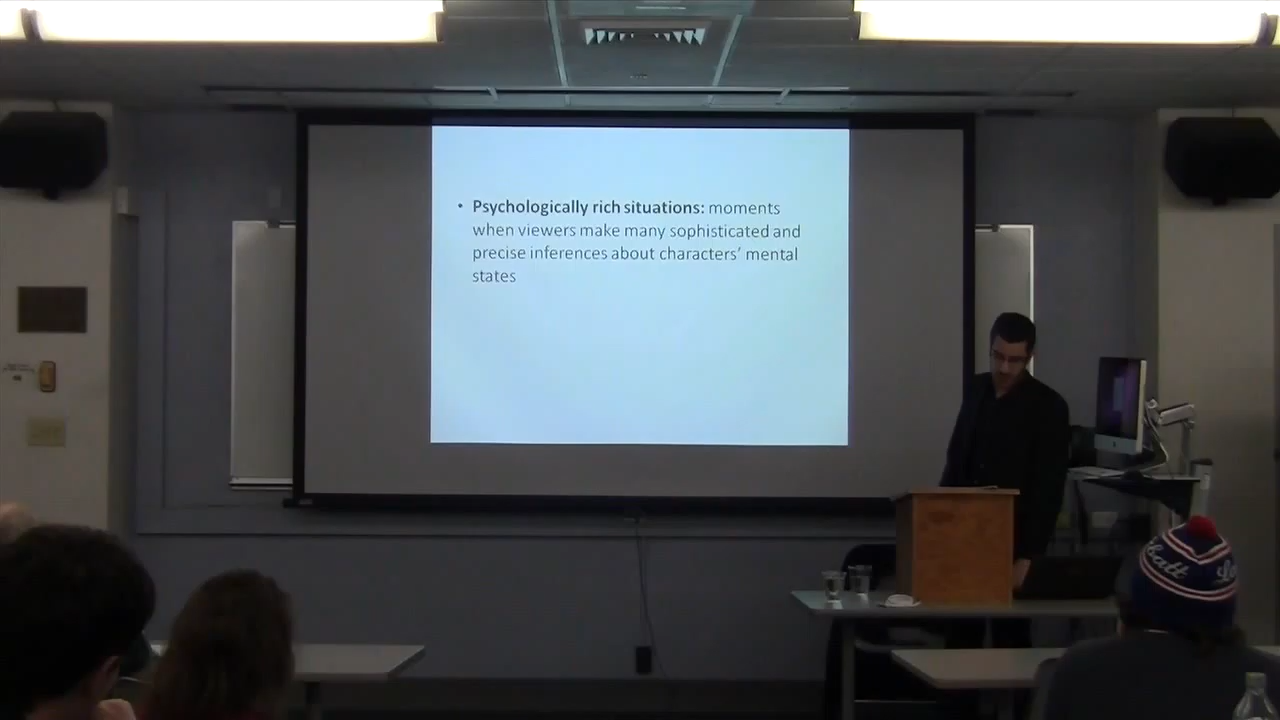 • Psychologically rich situations: moments
when viewers make many sophisticated and
precise inferences about characters’ mental
states